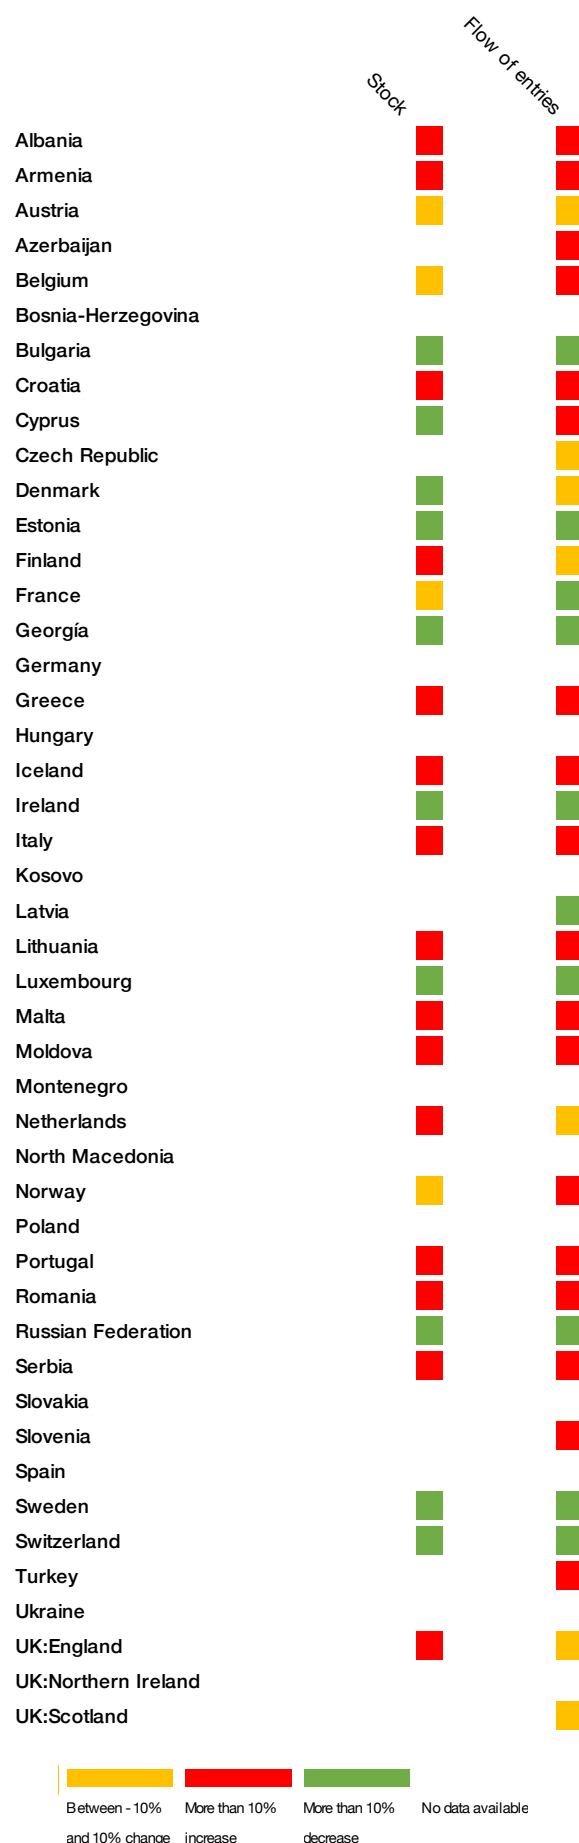 Stock
Flow of entries
Albania
Armenia
Austria
Azerbaijan
Belgium
Bosnia-Herzegovina
Bulgaria
Croatia
Cyprus
Czech Republic
Denmark
Estonia
Finland
France
Georgía
Germany
Greece
Hungary
Iceland
Ireland
Italy
Kosovo
Latvia
Lithuania
Luxembourg
Malta
Moldova
Montenegro
Netherlands
North Macedonia
Norway
Poland
Portugal
Romania
Russian Federation
Serbia
Slovakia
Slovenia
Spain
Sweden
Switzerland
Turkey
Ukraine
UK:England
UK:Northern Ireland
UK:Scotland
Between - 10%
and 10% change
More than 10%
increase
More than 10%
decrease
No data available